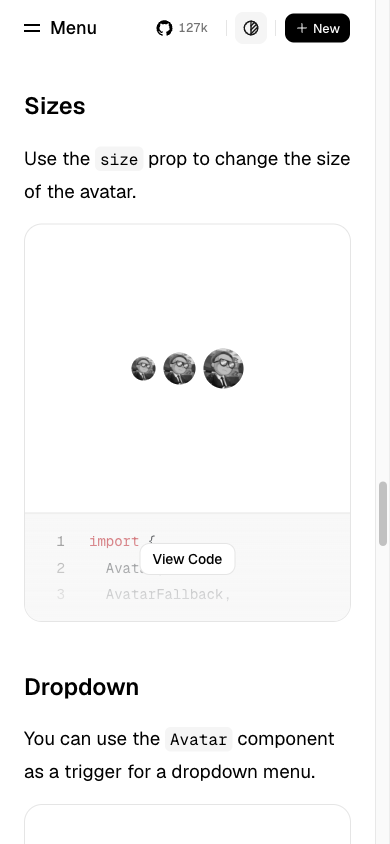 Menu
127k
New
Sizes
Use the size prop to change the size
of the avatar.
1 import {
2 Avat
View Code
3 AvatarFallback,
Dropdown
You can use the Avatar component
as a trigger for a dropdown menu.